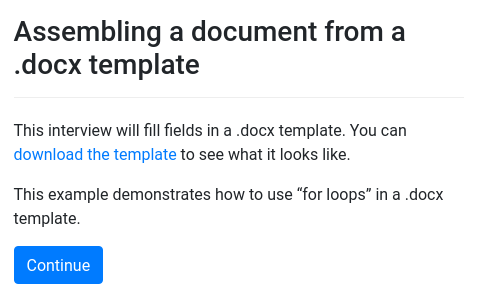 Assembling a document from a
.docx template
This interview will fill fields in a .docx template. You can
download the template to see what it looks like.
This example demonstrates how to use “for loops” in a .docx
template.
Continue